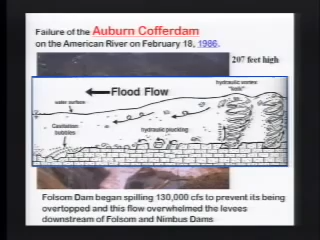 Failure of the Auburn Cofferdam
on the American River on February 18, 1986.
207 feet high
hydraulic vortex
"kolk"
Flood Flow
water surface
Cavitation
bubbles
hydraulic plucking
Folsom Dam began spilling 130,000 cfs to prevent its being
overtopped and this flow overwhelmed the levees
downstream of Folsom and Nimbus Dams